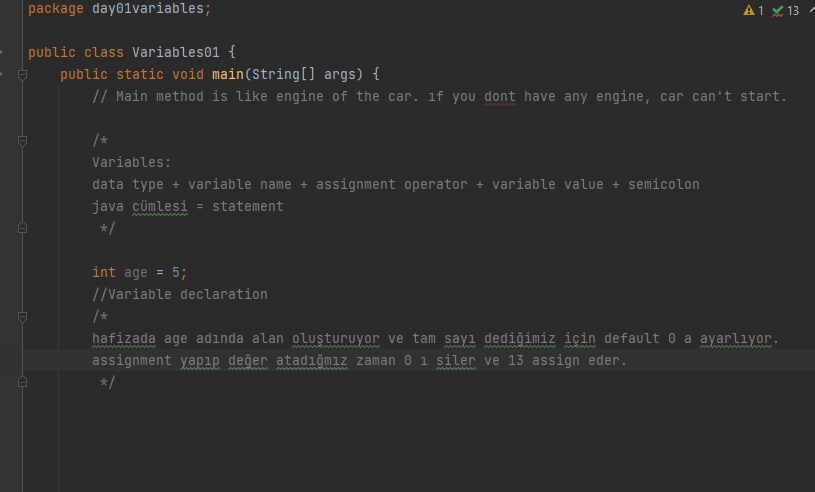 package day01variables;
1 13
public class Variables01 {
public static void main(String[] args) {
// Main method is like engine of the car. ıf you dont have any engine, car can't start.
/*
Variables:
data type + variable name + assignment operator + variable value + semicolon
java cümlesi = statement
*/
int age = 5;
//Variable declaration
/*
hafizada age adında alan oluşturuyor ve tam sayı dediğimiz için default 0 a ayarlıyor.
assignment yapıp değer atadığmız zaman 0 ı siler ve 13 assign eder.
*/